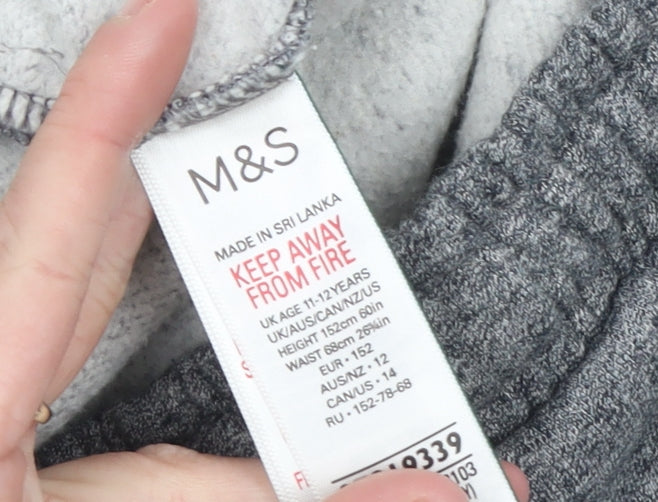 M&S
MADE IN SRI LANKA
KEEP AWAY
FROM FIRE
UK AGE 11-12 YEARS
UK/AUS/CAN/NZ/US
HEIGHT 152cm 60in
WAIST 68cm 26¾in
EUR • 152
AUS/NZ • 12
CAN/US • 14
RU • 152-78-68